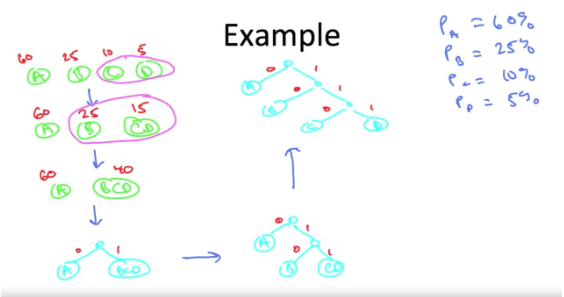 Example
P_A = 60%
P_B = 25%
P_C = 10%
P_D = 5%
60 25 10 5
A B C D
60 25 15
A B CD
60 40
A BCD
0 1
A BCD
0 1
A 0 1
B CD
0 1
A 0 1
B 0 1
C D